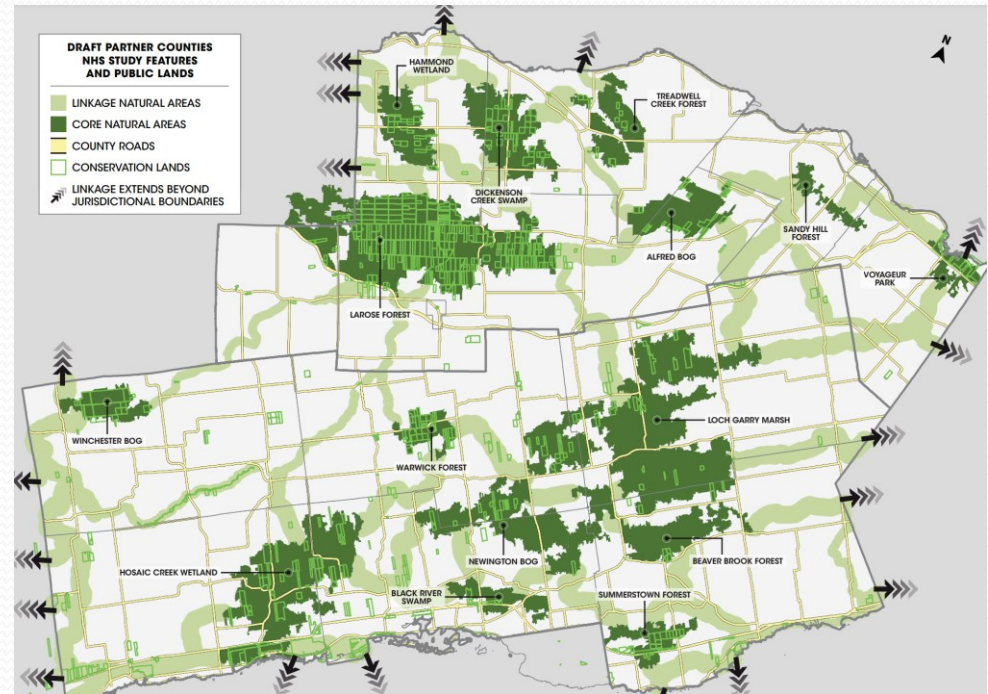 DRAFT PARTNER COUNTIES
NHS STUDY FEATURES
AND PUBLIC LANDS
LINKAGE NATURAL AREAS
CORE NATURAL AREAS
COUNTY ROADS
CONSERVATION LANDS
LINKAGE EXTENDS BEYOND
JURISDICTIONAL BOUNDARIES
N
HAMMOND
WETLAND
TREADWELL
CREEK FOREST
DICKENSON
CREEK SWAMP
SANDY HILL
FOREST
ALFRED BOG
VOYAGEUR
PARK
LAROSE FOREST
WINCHESTER BOG
LOCH GARRY MARSH
WARWICK FOREST
NEWINGTON BOG
BEAVER BROOK FOREST
HOSAIC CREEK WETLAND
BLACK RIVER
SWAMP
SUMMERSTOWN FOREST